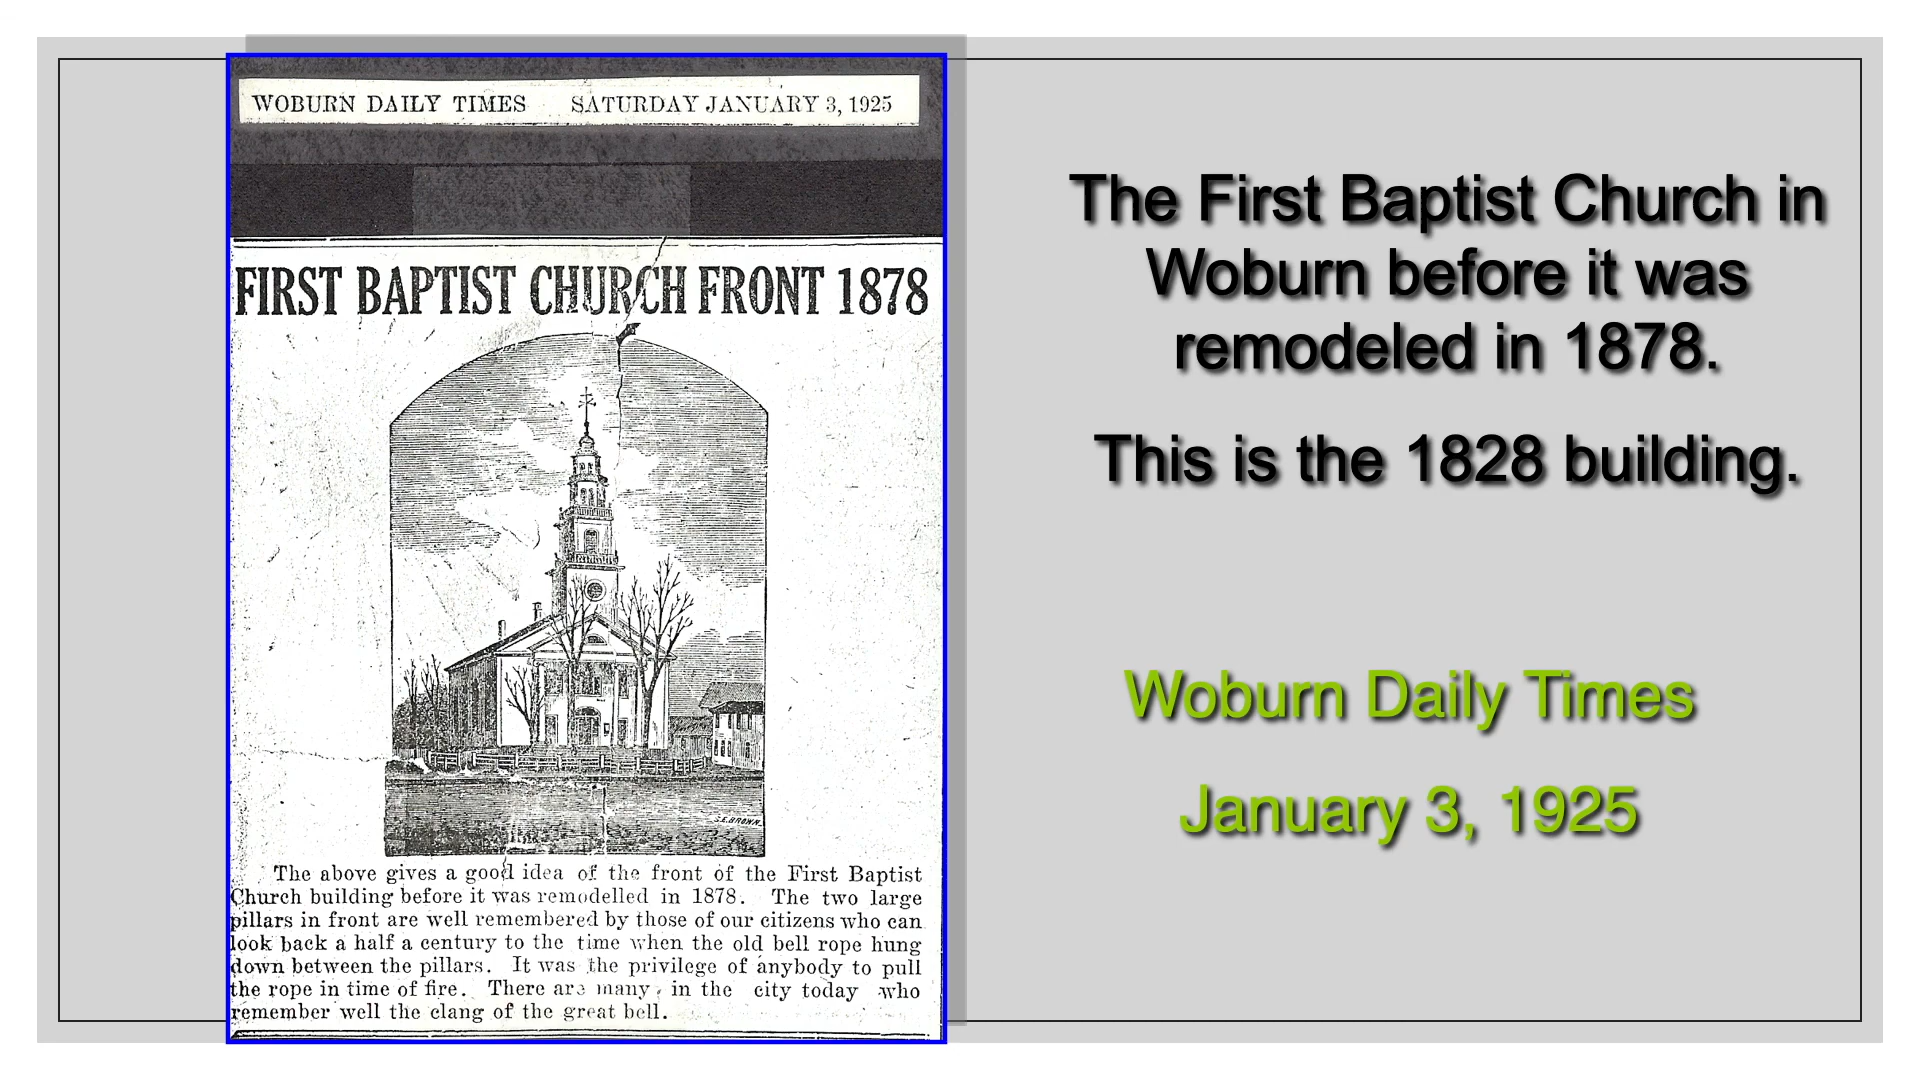 WOBURN DAILY TIMES SATURDAY JANUARY 3, 1925
FIRST BAPTIST CHURCH FRONT 1878
S.E.BROWN.
The above gives a good idea of the front of the First Baptist
Church building before it was remodelled in 1878. The two large
pillars in front are well remembered by those of our citizens who can
look back a half a century to the time when the old bell rope hung
down between the pillars. It was the privilege of anybody to pull
the rope in time of fire. There are many in the city today who
remember well the clang of the great bell.
The First Baptist Church in
Woburn before it was
remodeled in 1878.
This is the 1828 building.
Woburn Daily Times
January 3, 1925